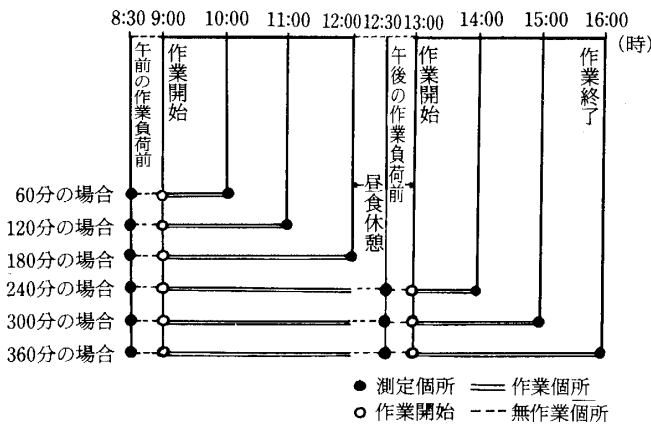 8:30 9:00 10:00 11:00 12:00 12:30 13:00 14:00 15:00 16:00
(時)
午前の作業負荷前
作業開始
昼食休憩
午後の作業負荷前
作業開始
作業終了
60分の場合
120分の場合
180分の場合
240分の場合
300分の場合
360分の場合
測定個所 作業個所
作業開始 無作業個所